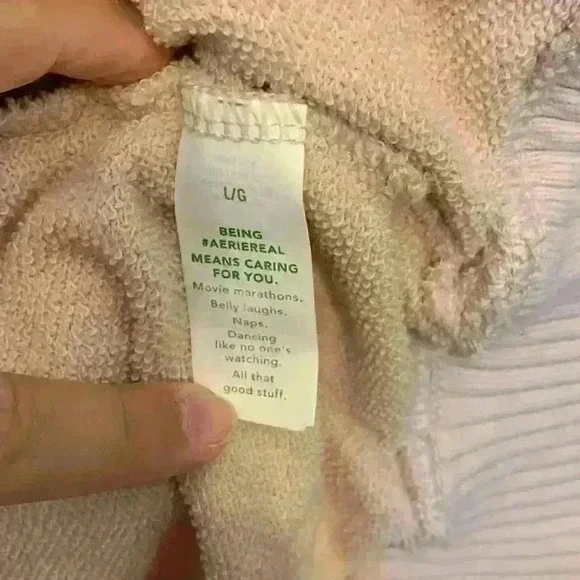 L/G
BEING
#AERIEREAL
MEANS CARING
FOR YOU.
Movie marathons.
Belly laughs.
Naps.
Dancing
like no one's
watching.
All that
good stuff.